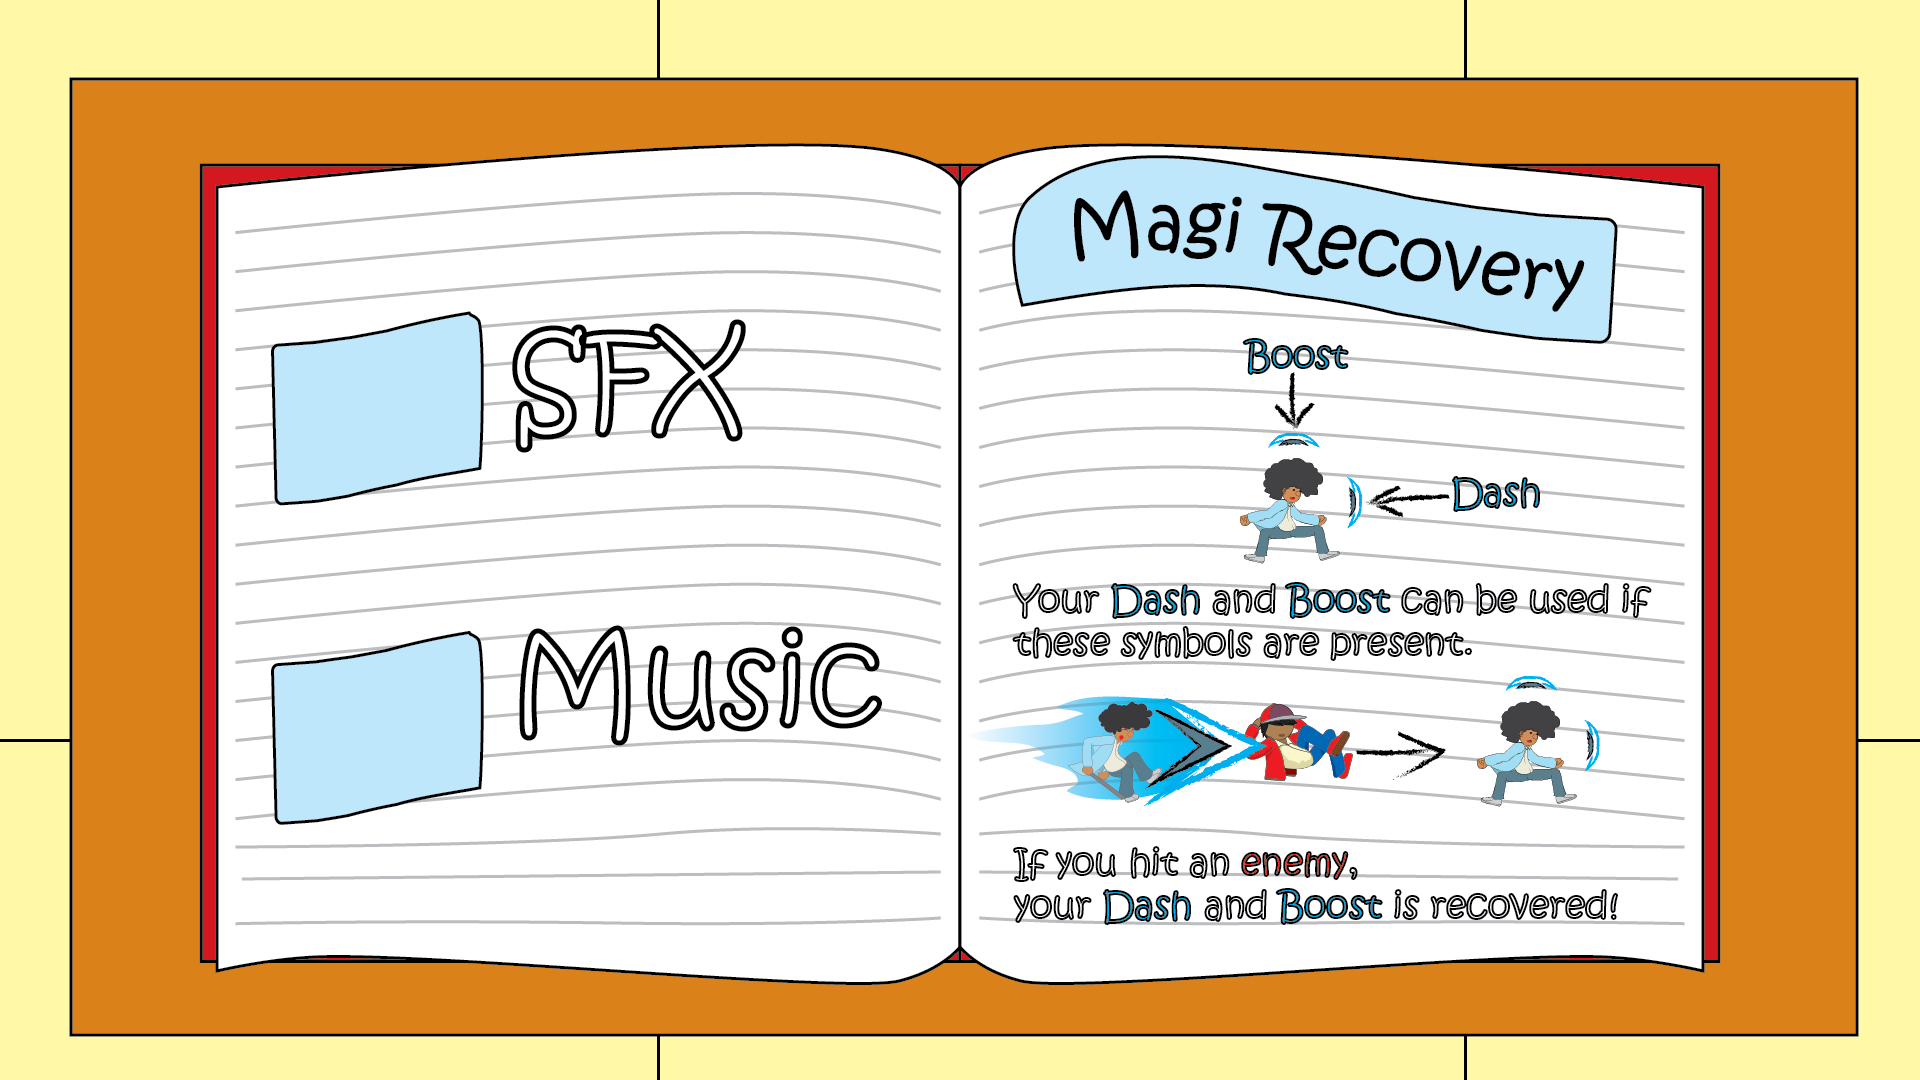 SFX
Music
Magi Recovery
Boost
Dash
Your Dash and Boost can be used if
these symbols are present.
If you hit an enemy,
your Dash and Boost is recovered!